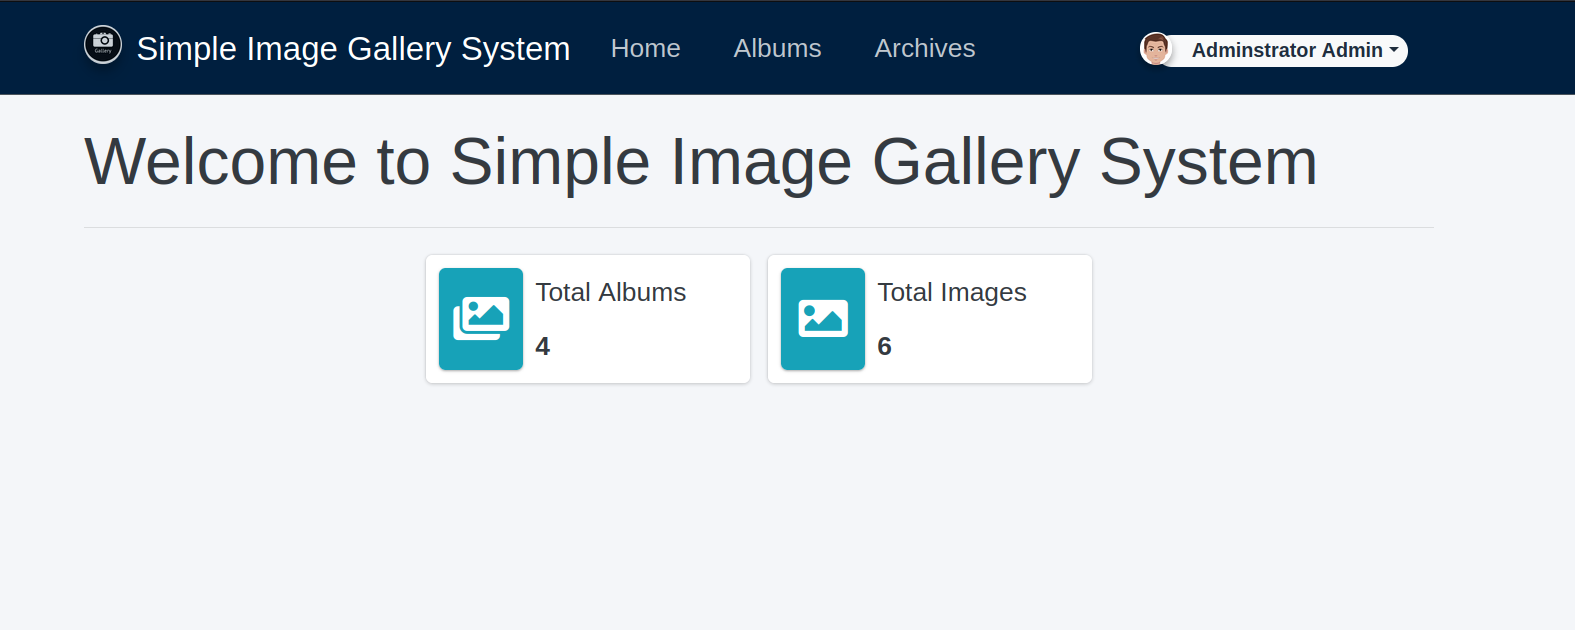 Gallery
Simple Image Gallery System Home Albums Archives Adminstrator Admin
Welcome to Simple Image Gallery System
Total Albums
4
Total Images
6